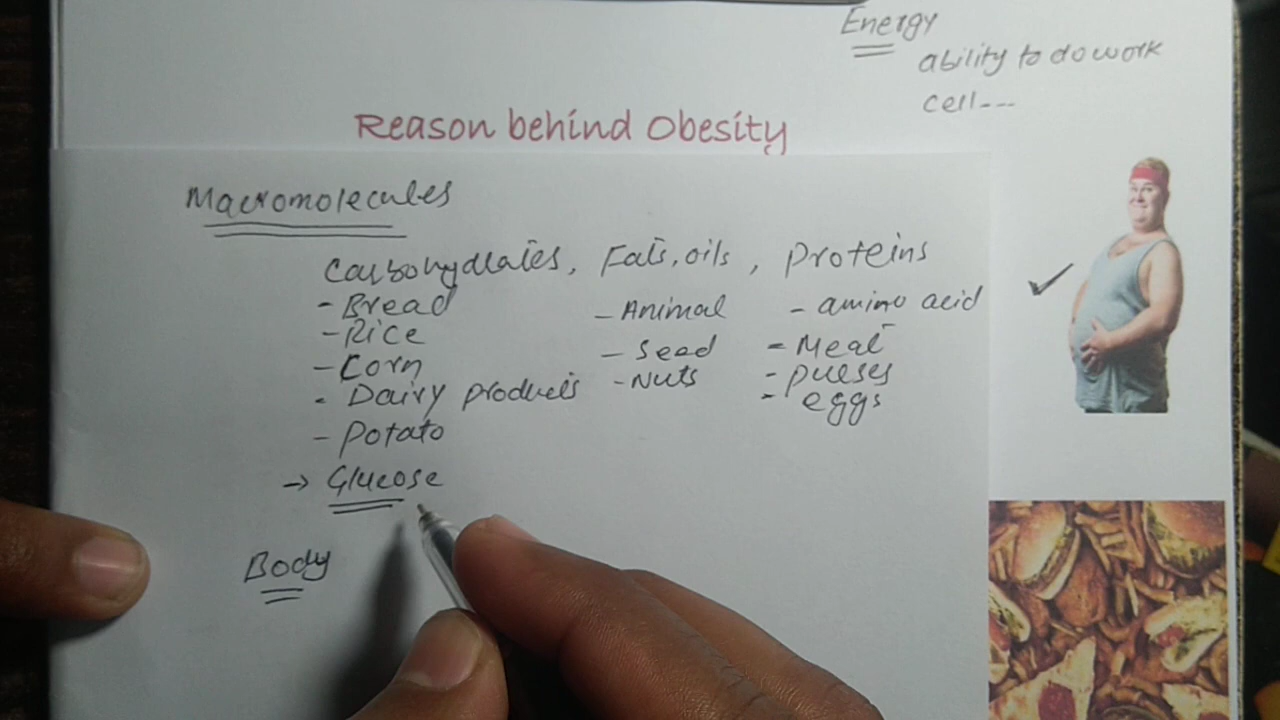 Energy
ability to do work
cell---
Reason behind Obesity
Macromolecules
Carbohydrates, Fats, oils, Proteins
- Bread
- Rice
- Corn
- Dairy products
- Potato
→ Glucose
- Animal
- Seed
- Nuts
- amino acid
- Meat
- pulses
- eggs
Body